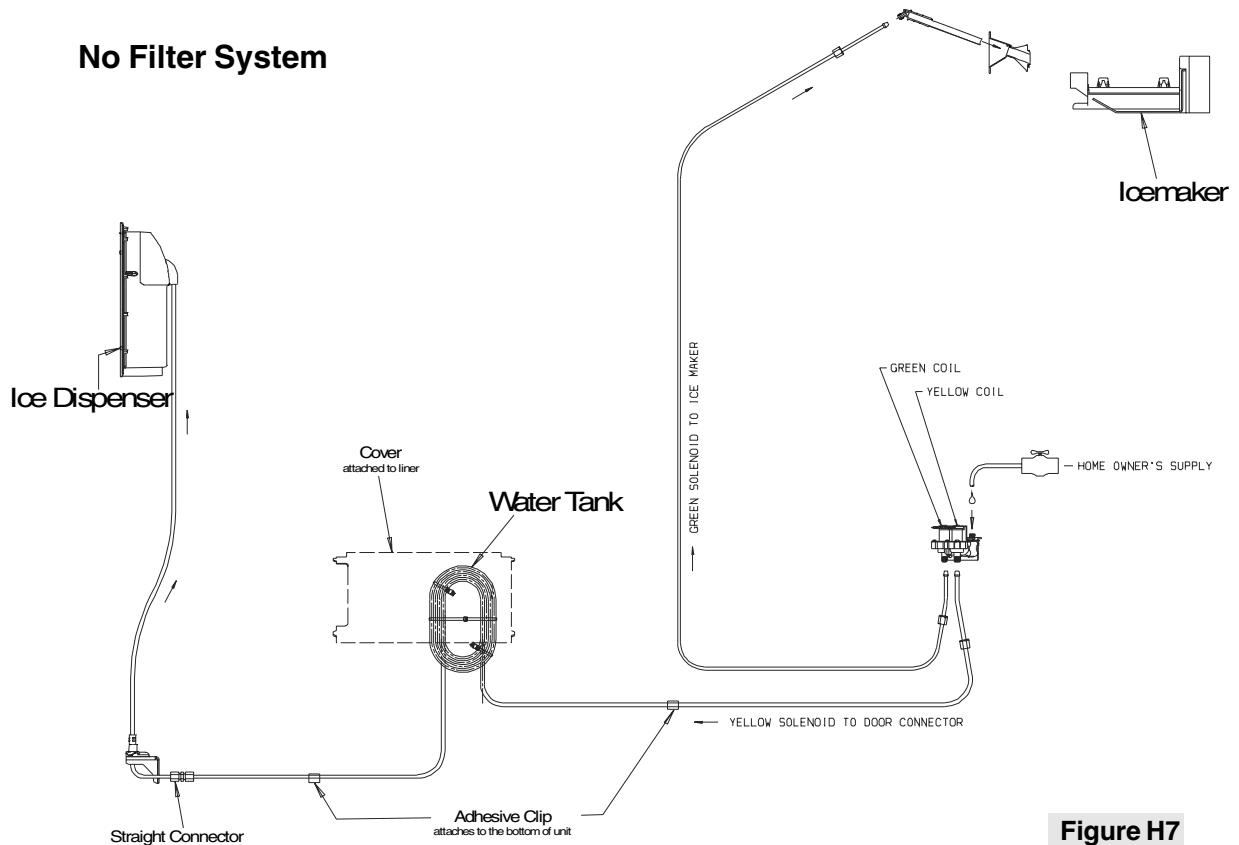 No Filter System
Icemaker
Ice Dispenser
GREEN SOLENOID TO ICE MAKER
GREEN COIL
YELLOW COIL
Cover
attached to liner
HOME OWNER'S SUPPLY
Water Tank
YELLOW SOLENOID TO DOOR CONNECTOR
Adhesive Clip
attaches to the bottom of unit
Straight Connector
Figure H7